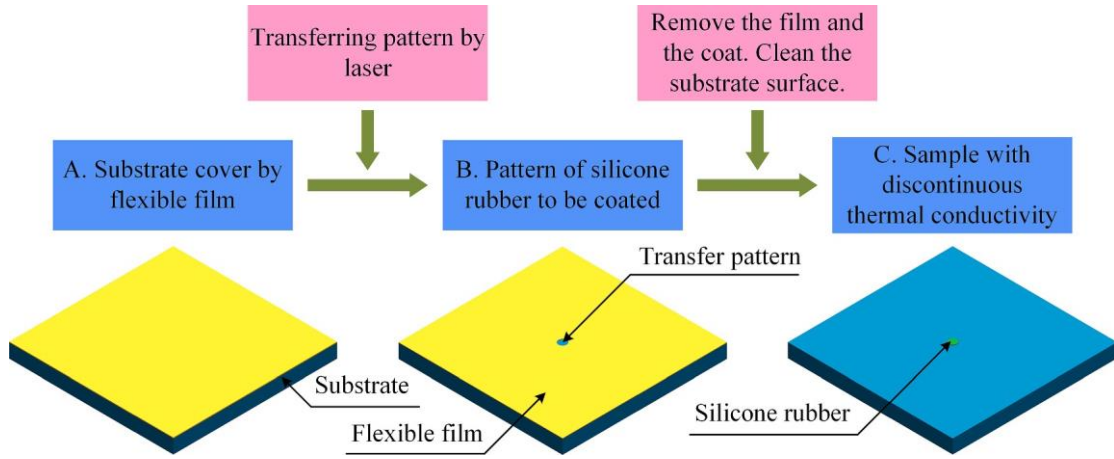 Transferring pattern by
laser
Remove the film and
the coat. Clean the
substrate surface.
A. Substrate cover by
flexible film
B. Pattern of silicone
rubber to be coated
C. Sample with
discontinuous
thermal conductivity
Transfer pattern
Substrate
Flexible film
Silicone rubber